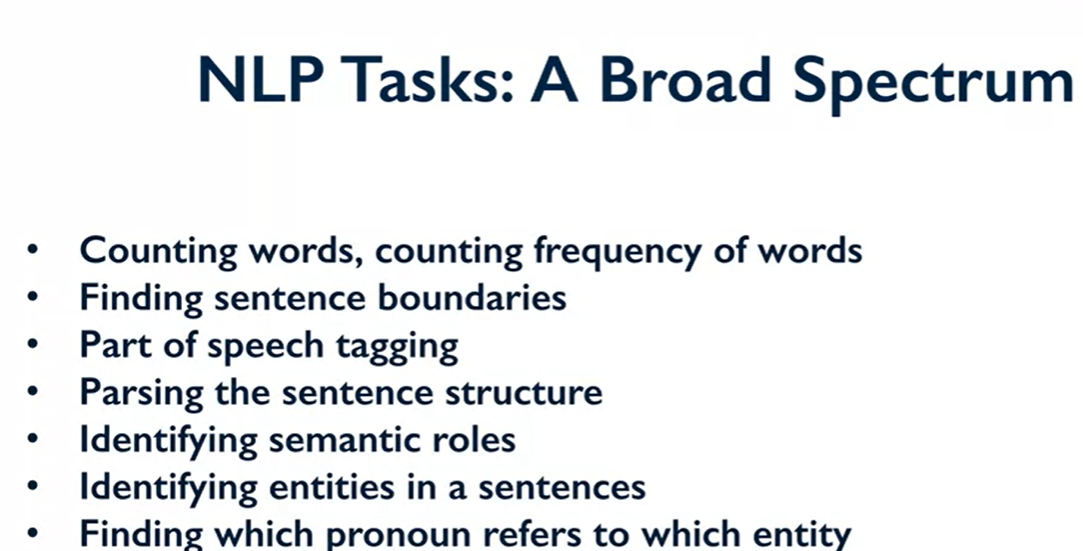 NLP Tasks: A Broad Spectrum
• Counting words, counting frequency of words
• Finding sentence boundaries
• Part of speech tagging
• Parsing the sentence structure
• Identifying semantic roles
• Identifying entities in a sentences
• Finding which pronoun refers to which entity